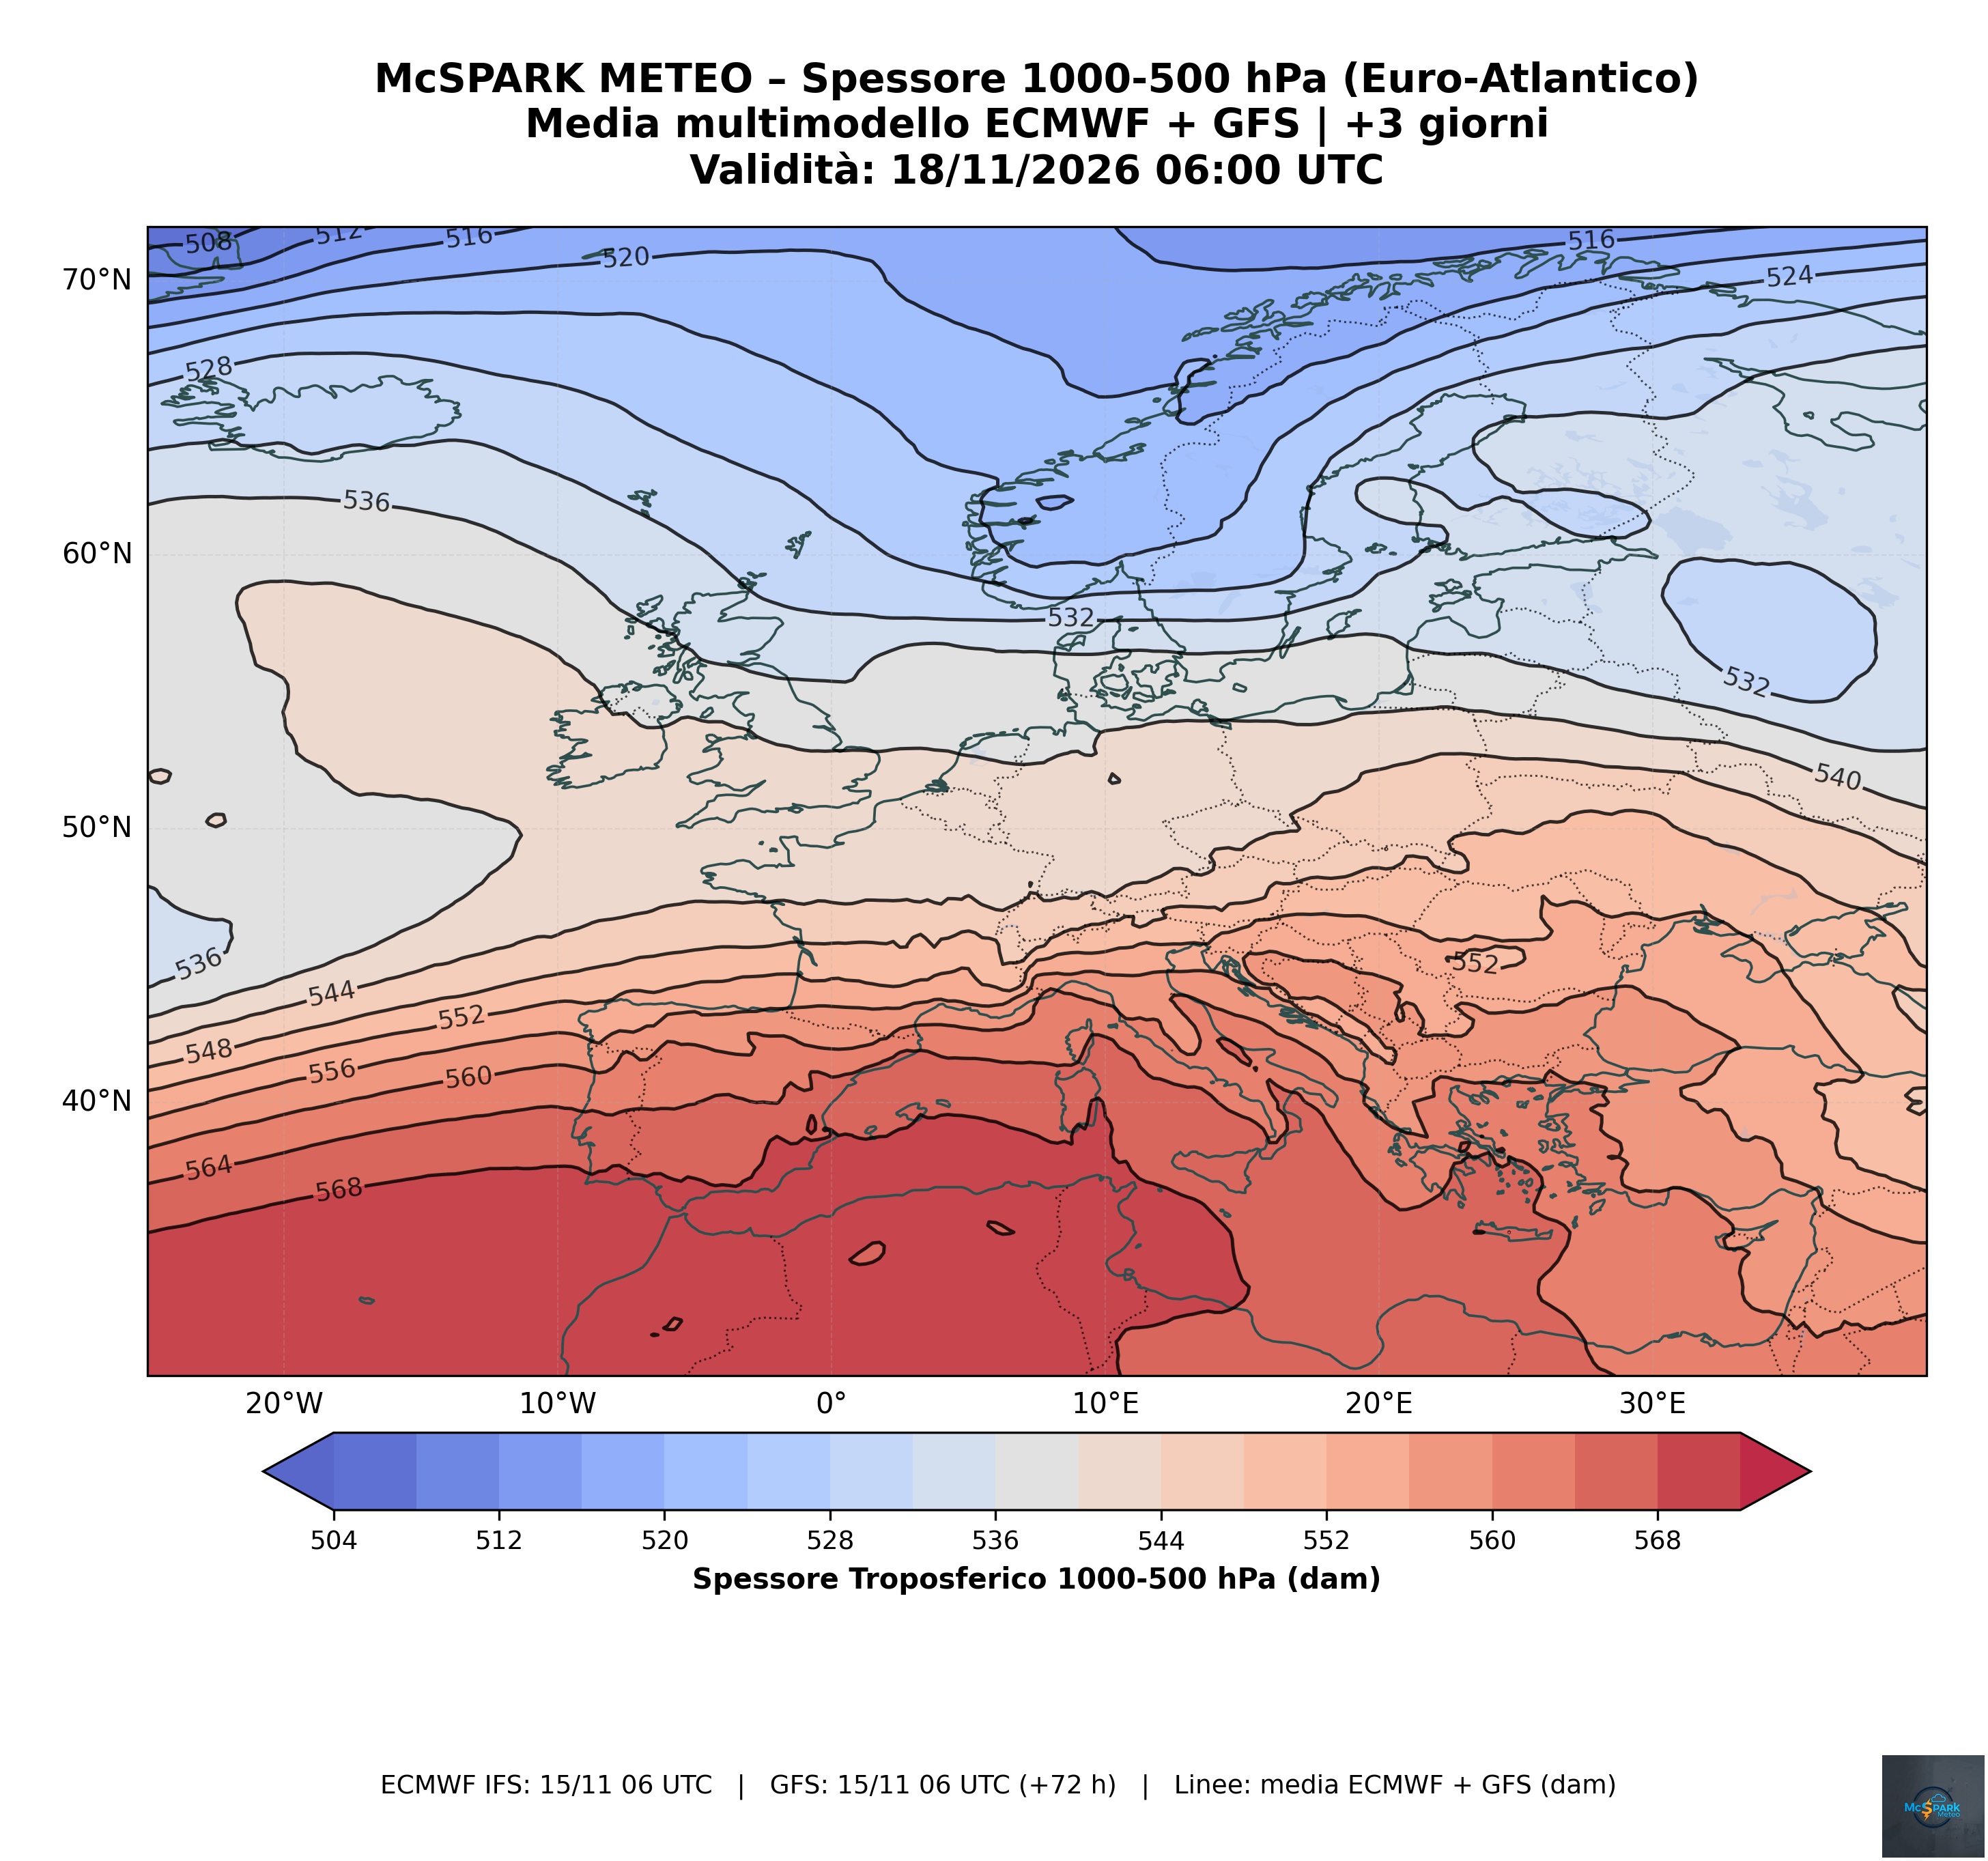 McSPARK METEO – Spessore 1000-500 hPa (Euro-Atlantico)
Media multimodello ECMWF + GFS | +3 giorni
Validità: 18/11/2026 06:00 UTC
508
512
516
520
516
524
70°N
528
536
60°N
532
532
540
50°N
536
544
552
552
548
556
560
40°N
564
568
20°W
10°W
0°
10°E
20°E
30°E
504
512
520
528
536
544
552
560
568
Spessore Troposferico 1000-500 hPa (dam)
ECMWF IFS: 15/11 06 UTC | GFS: 15/11 06 UTC (+72 h) | Linee: media ECMWF + GFS (dam)
McSPARK
Meteo